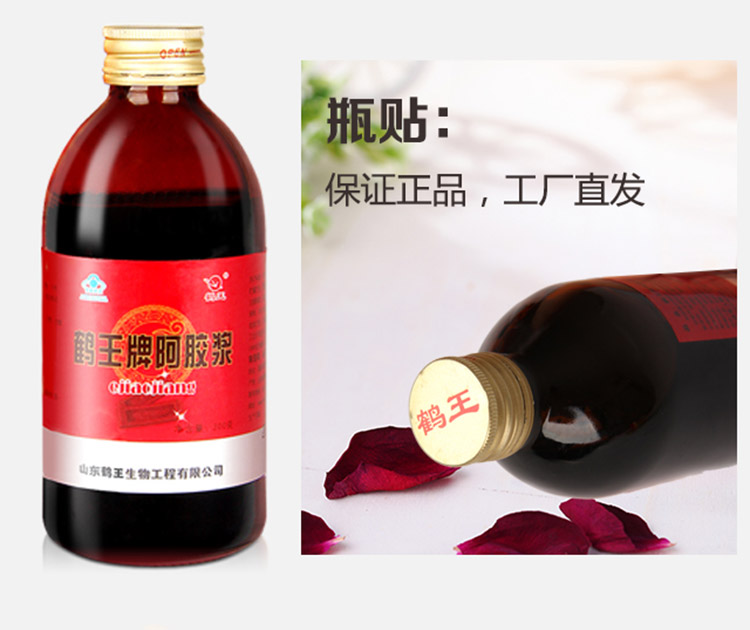 OPEN
鹤王牌阿胶浆
ejiaojiang
山东鹤王生物工程有限公司
瓶贴：
保证正品，工厂直发
鹤王